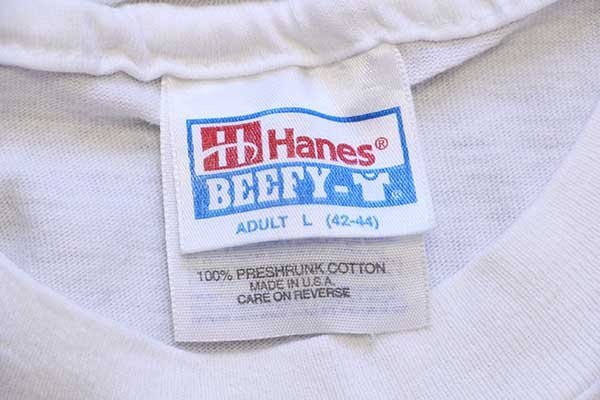 Hanes®
BEEFY-T
ADULT L (42-44)
100% PRESHRUNK COTTON
MADE IN U.S.A.
CARE ON REVERSE